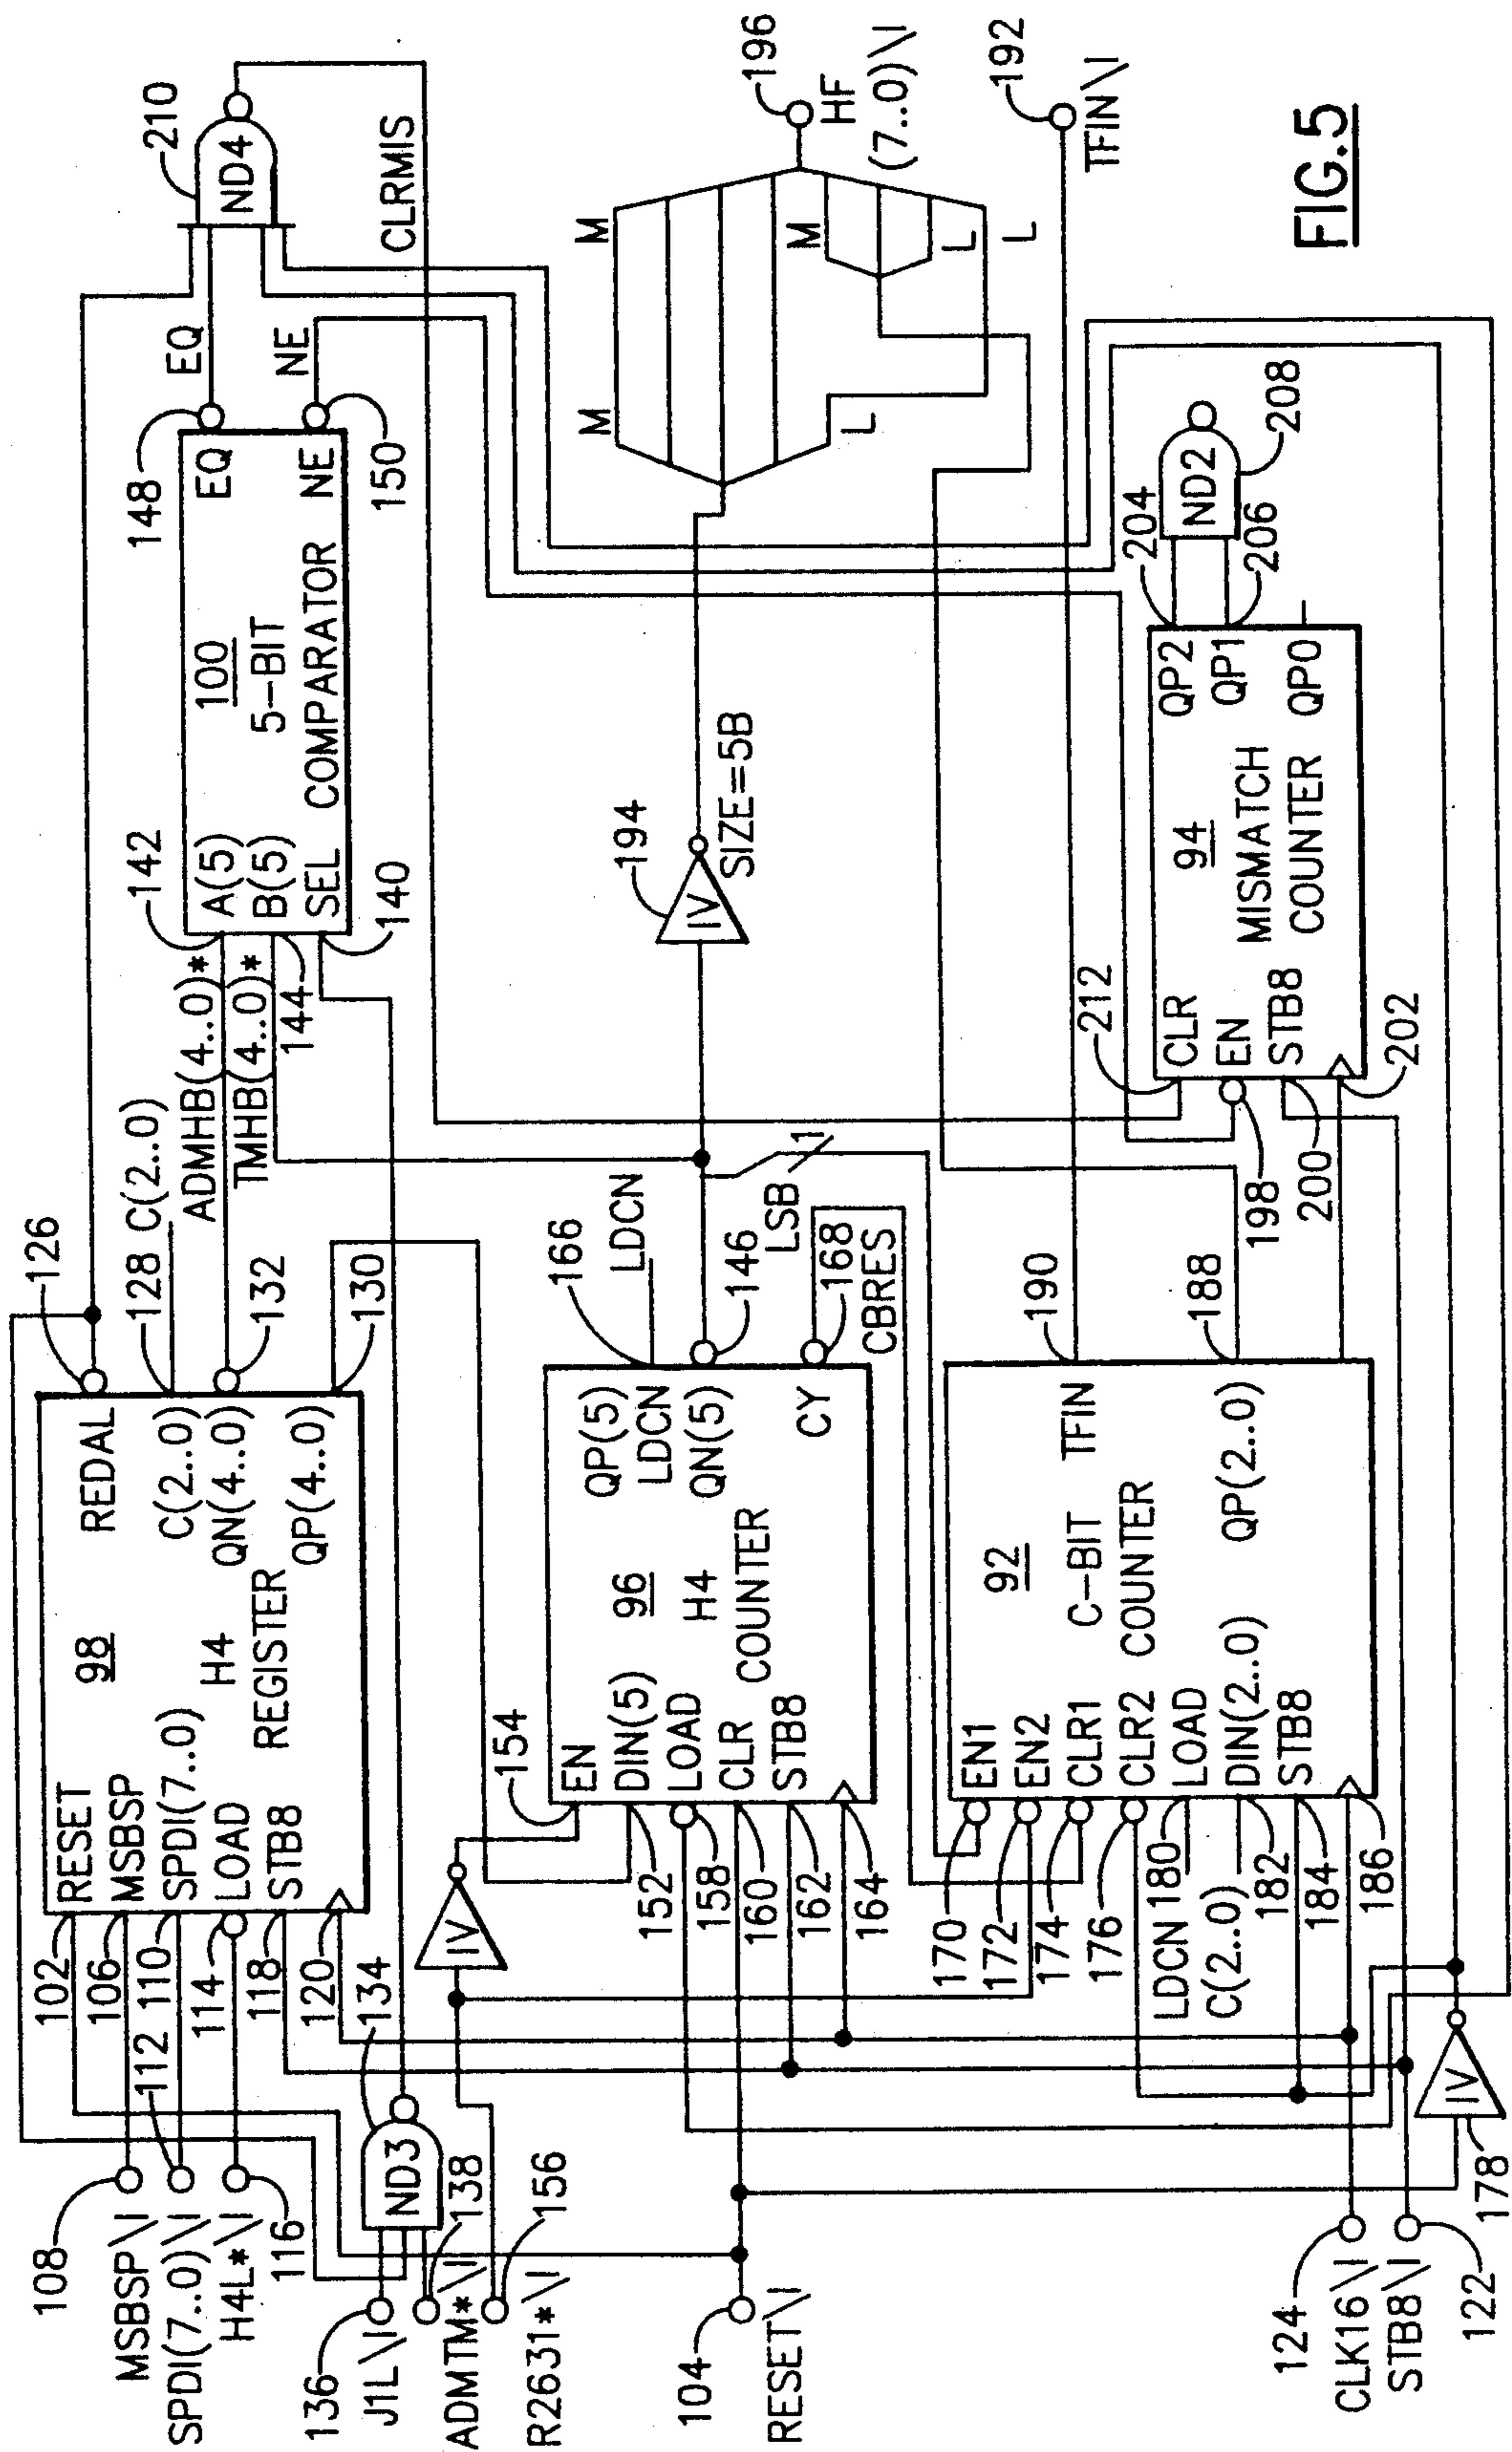 108
MSBSP\I
112
SPDI(7..0)\I
H4L*\I
116
136
J1L\I
138
ADMTM*\I
156
R2631*\I
104
RESET\I
124
CLK16\I
STB8\I
122
178
IV
134
ND3
102
106
110
114
118
120
RESET
MSBSP
SPDI(7..0)
LOAD
STB8
98
H4
REGISTER
REDAL
C(2..0)
QN(4..0)
QP(4..0)
126
128 C(2..0)
132
130
ADMHB(4..0)*
TMHB(4..0)*
142
144
140
A(5)
B(5)
SEL
100
5-BIT
COMPARATOR
EQ
NE
148
150
EQ
NE
ND4
210
CLRMIS
IV
154
152
158
160
162
164
EN
DIN(5)
LOAD
CLR
STB8
96
H4
COUNTER
QP(5)
LDCN
QN(5)
CY
166
LDCN
146
LSB
1
168
CBRES
194
IV
SIZE=5B
M
L
M
M
L
L
196
HF
(7..0)\I
192
TFIN\I
170
172
174
176
LDCN 180
C(2..0)
182
184
186
EN1
EN2
CLR1
CLR2
LOAD
DIN(2..0)
STB8
92
C-BIT
COUNTER
TFIN
QP(2..0)
190
188
212
198
200
202
CLR
EN
STB8
94
MISMATCH
COUNTER
QP2
QP1
QP0
204
206
ND2
208
FIG.5